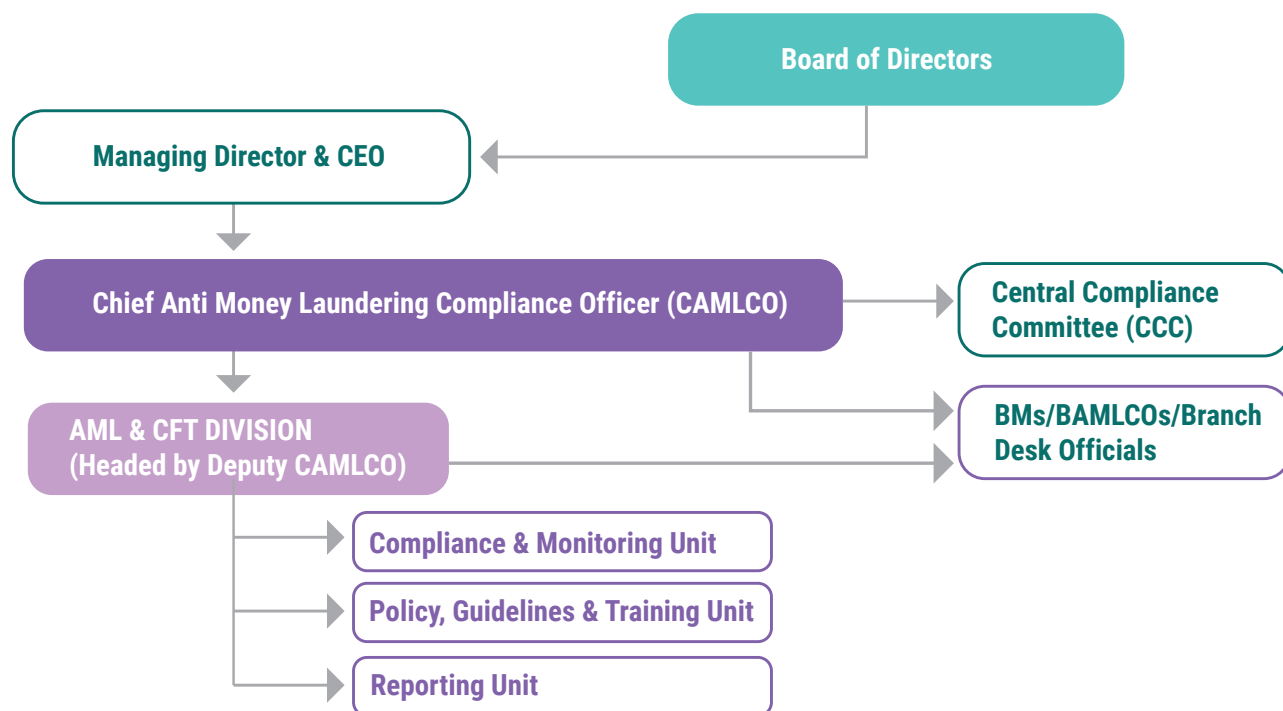 Board of Directors
Managing Director & CEO
Chief Anti Money Laundering Compliance Officer (CAMLCO)
Central Compliance
Committee (CCC)
AML & CFT DIVISION
(Headed by Deputy CAMLCO)
BMs/BAMLCOs/Branch
Desk Officials
Compliance & Monitoring Unit
Policy, Guidelines & Training Unit
Reporting Unit